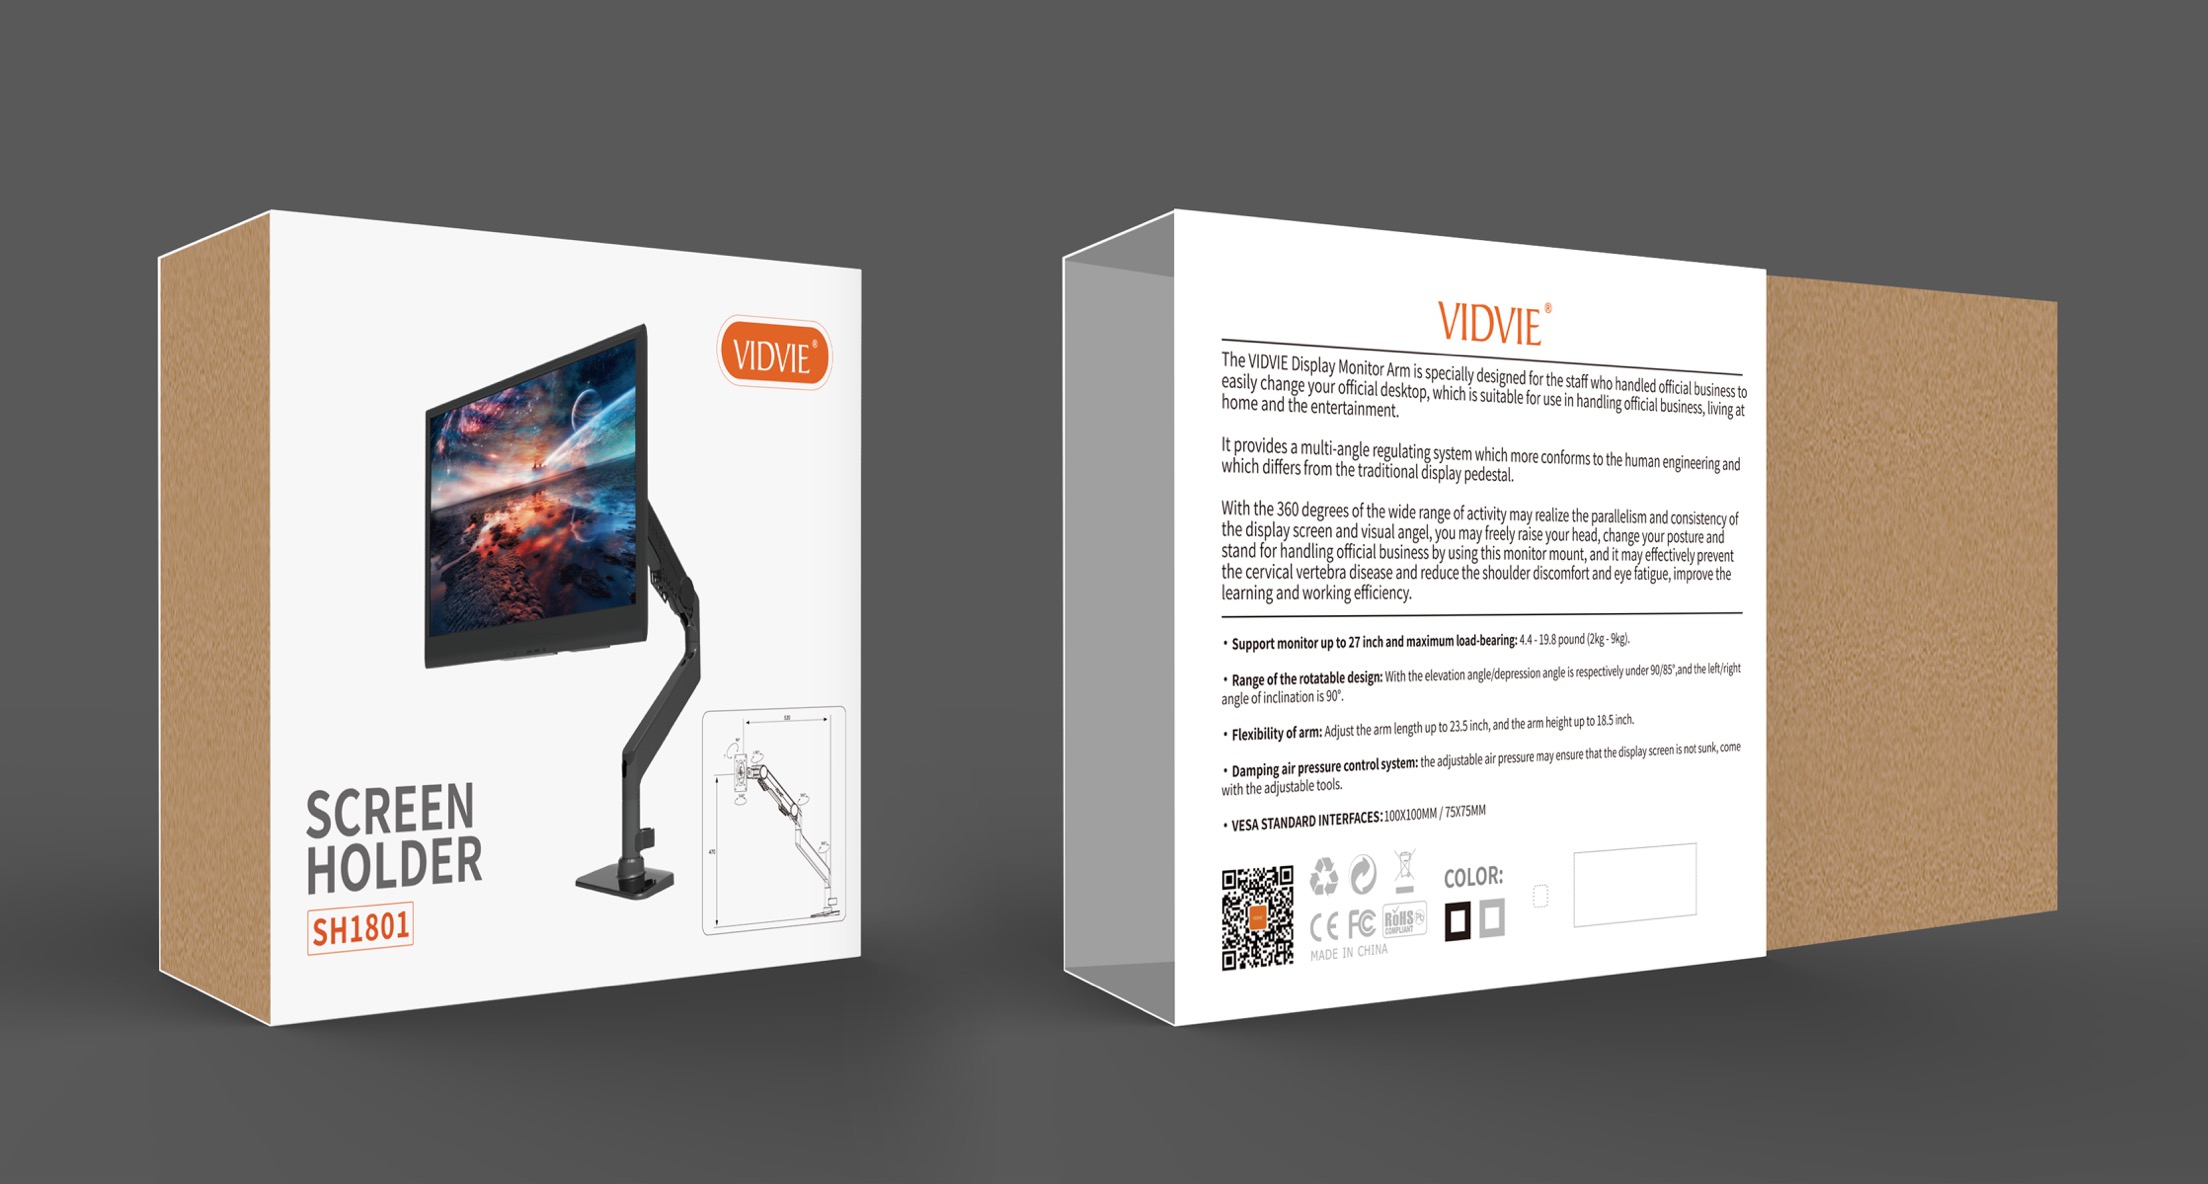 VIDVIE®
SCREEN
HOLDER
SH1801
520
470
VIDVIE®
The VIDVIE Display Monitor Arm is specially designed for the staff who handled official business to
easily change your official desktop, which is suitable for use in handling official business, living at
home and the entertainment.
It provides a multi-angle regulating system which more conforms to the human engineering and
which differs from the traditional display pedestal.
With the 360 degrees of the wide range of activity may realize the parallelism and consistency of
the display screen and visual angel, you may freely raise your head, change your posture and
stand for handling official business by using this monitor mount, and it may effectively prevent
the cervical vertebra disease and reduce the shoulder discomfort and eye fatigue, improve the
learning and working efficiency.
· Support monitor up to 27 inch and maximum load-bearing: 4.4 - 19.8 pound (2kg - 9kg).
· Range of the rotatable design: With the elevation angle/depression angle is respectively under 90/85°,and the left/right
angle of inclination is 90°.
· Flexibility of arm: Adjust the arm length up to 23.5 inch, and the arm height up to 18.5 inch.
· Damping air pressure control system: the adjustable air pressure may ensure that the display screen is not sunk, come
with the adjustable tools.
· VESA STANDARD INTERFACES:100X100MM / 75X75MM
COLOR:
CE FC RoHS Pb
COMPLIANT
MADE IN CHINA